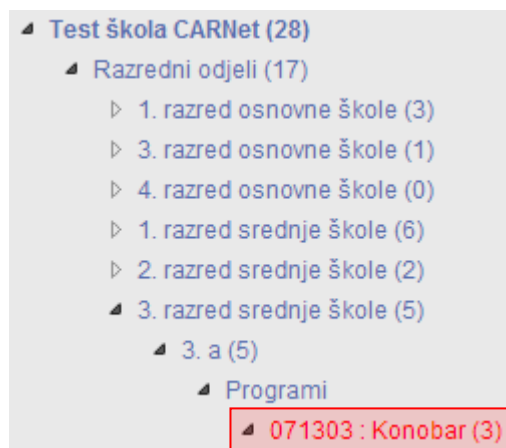 Test škola CARNet (28)
Razredni odjeli (17)
1. razred osnovne škole (3)
3. razred osnovne škole (1)
4. razred osnovne škole (0)
1. razred srednje škole (6)
2. razred srednje škole (2)
3. razred srednje škole (5)
3. a (5)
Programi
071303 : Konobar (3)